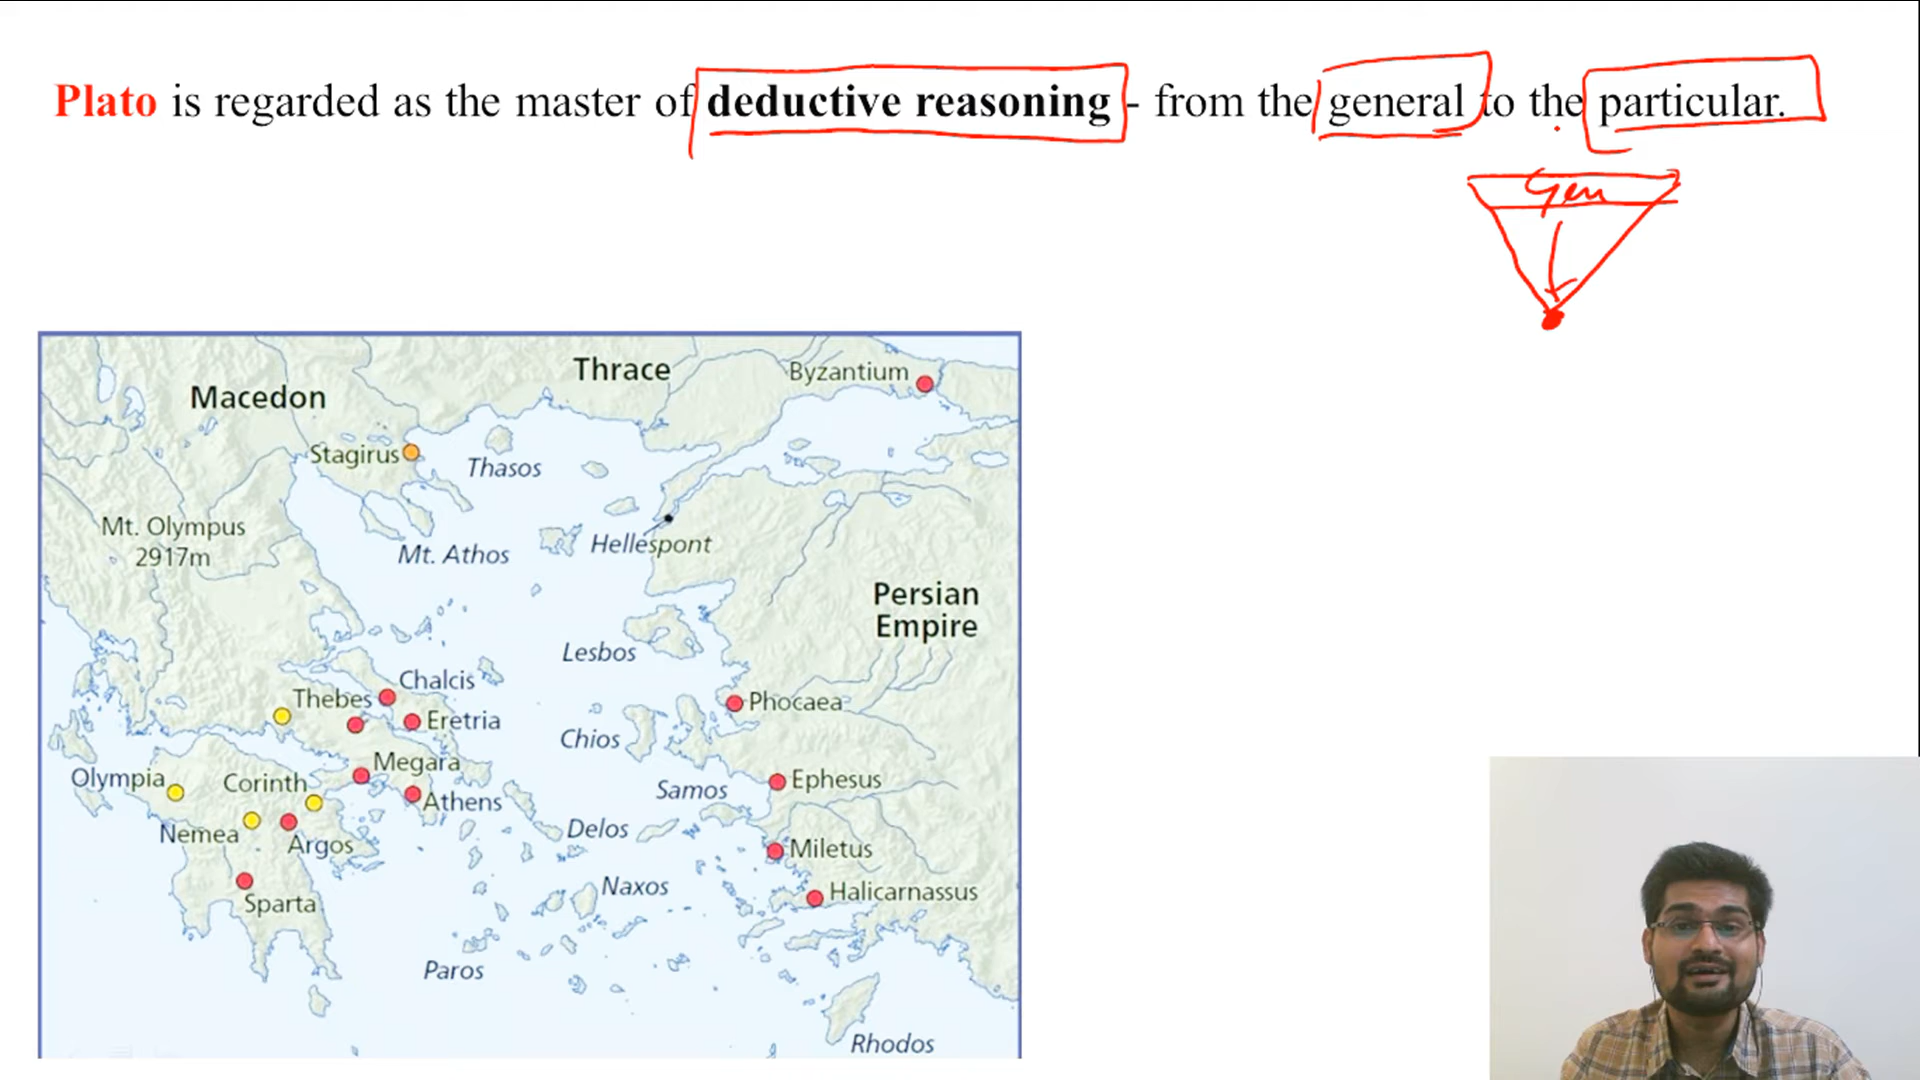 Plato is regarded as the master of deductive reasoning - from the general to the particular.
Gen
Thrace
Byzantium
Macedon
Stagirus
Thasos
Mt. Olympus
2917m
Mt. Athos
Hellespont
Persian
Empire
Lesbos
Chalcis
Thebes
Phocaea
Eretria
Chios
Megara
Olympia
Corinth
Ephesus
Samos
Athens
Delos
Nemea
Argos
Miletus
Naxos
Halicarnassus
Sparta
Paros
Rhodos